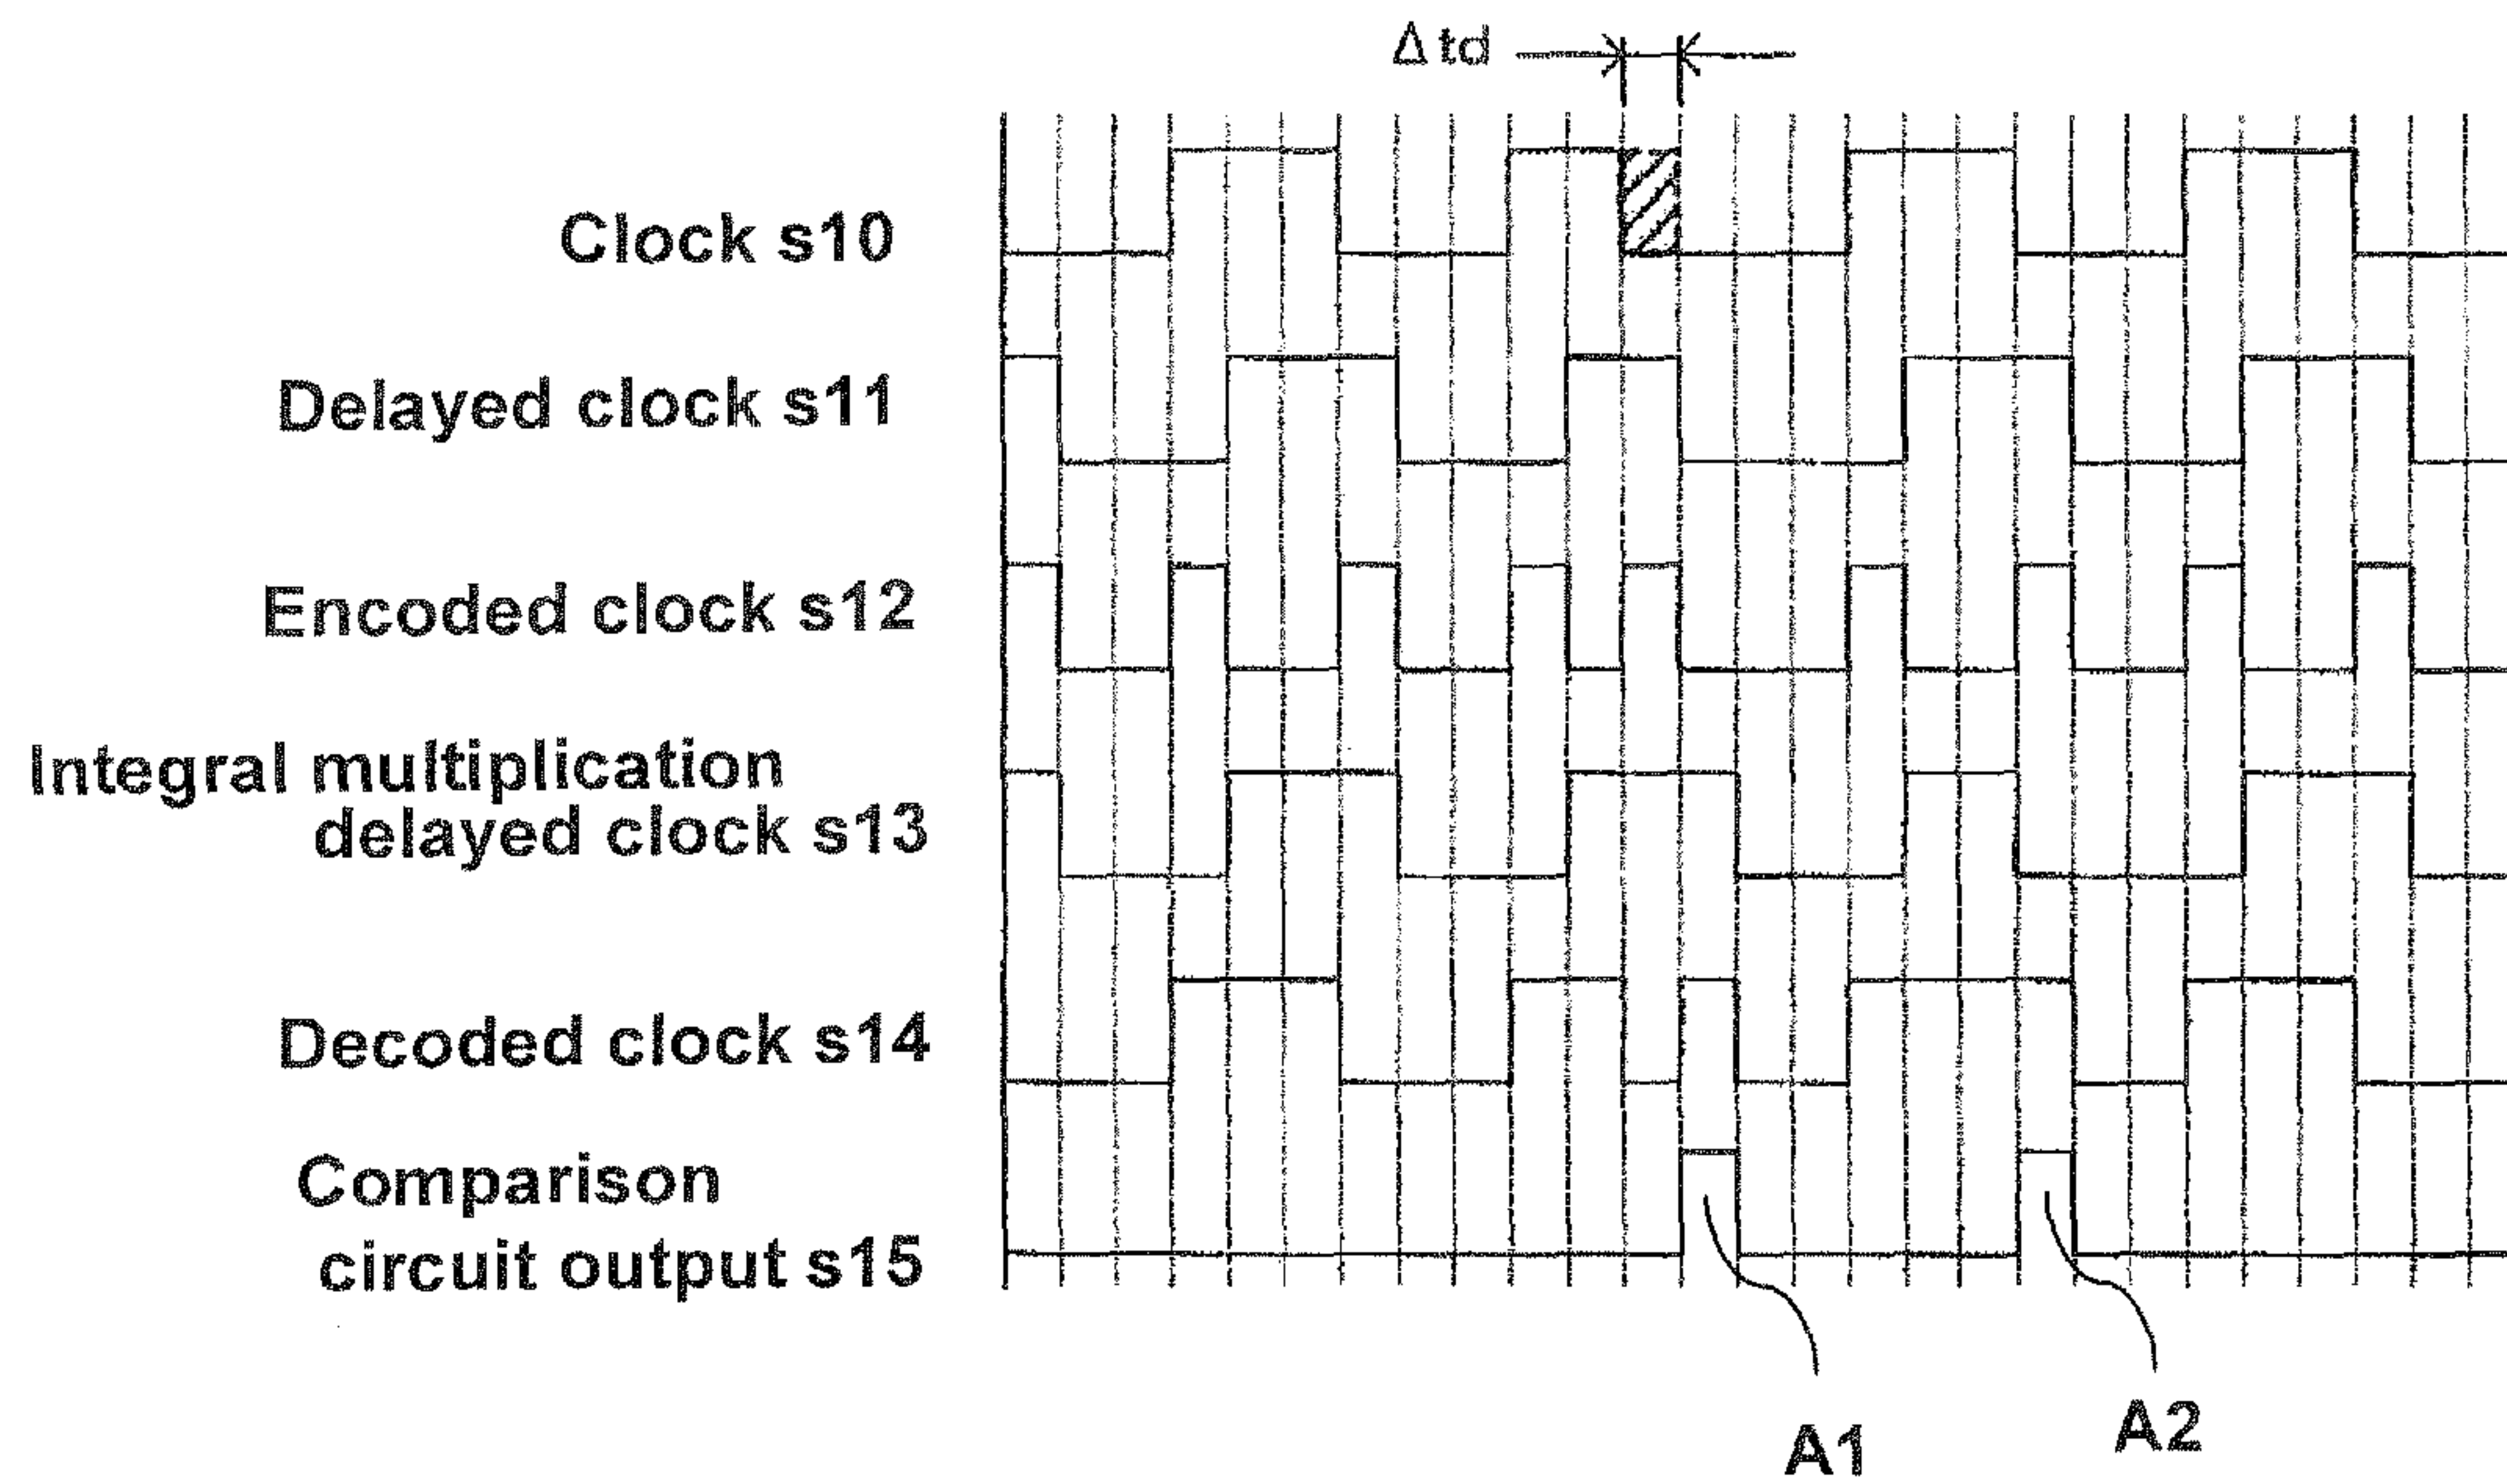 Δtd
Clock s10
Delayed clock s11
Encoded clock s12
Integral multiplication
delayed clock s13
Decoded clock s14
Comparison
circuit output s15
A1
A2